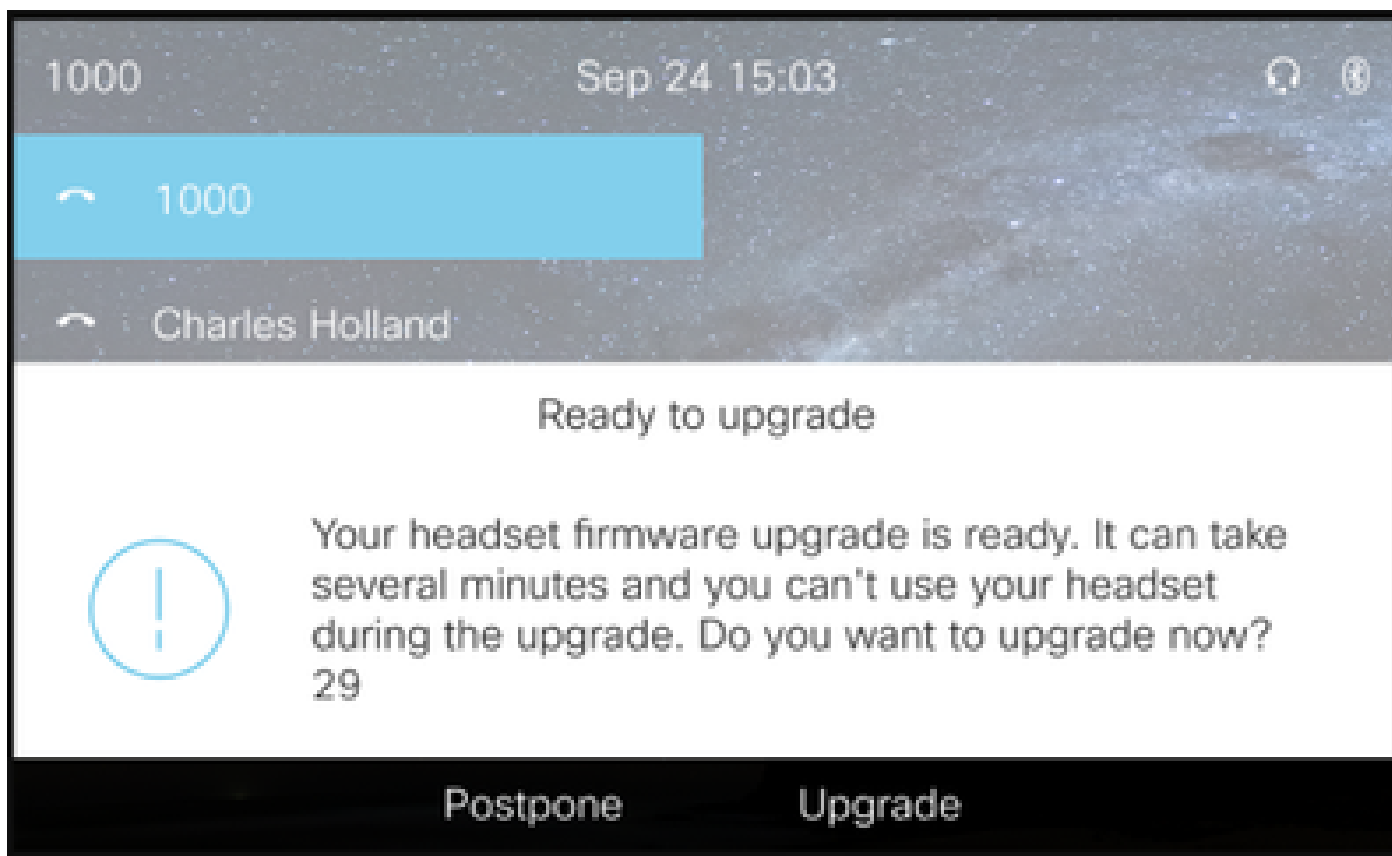 1000 Sep 24 15:03
1000
Charles Holland
Ready to upgrade
Your headset firmware upgrade is ready. It can take
several minutes and you can't use your headset
during the upgrade. Do you want to upgrade now?
29
Postpone Upgrade